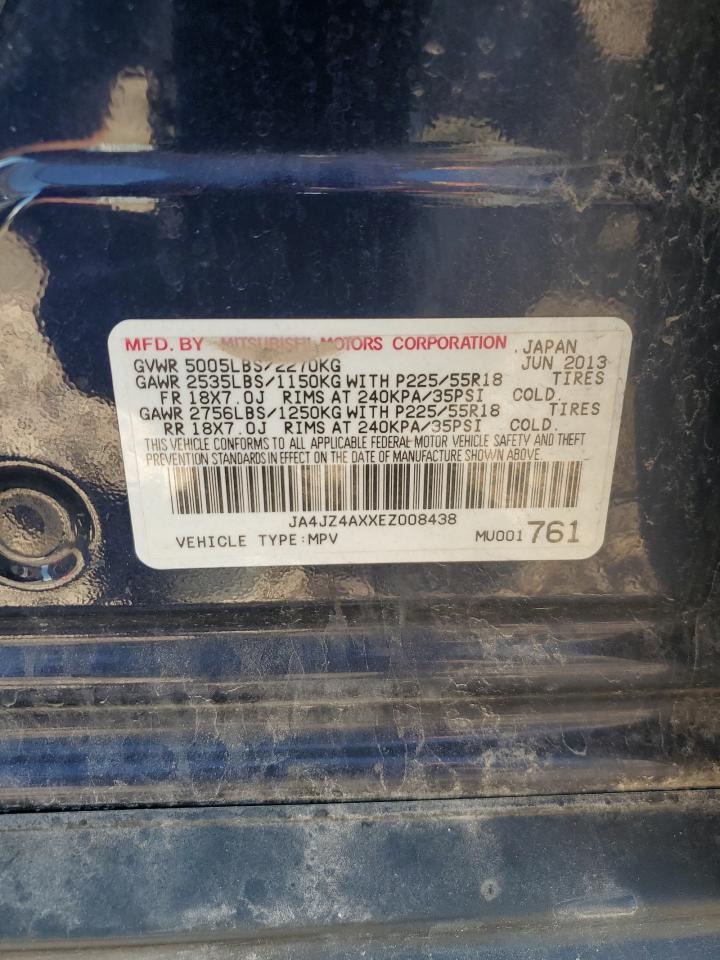 MFD. BY MITSUBISHI MOTORS CORPORATION JAPAN
GVWR 5005LBS/2270KG JUN 2013
GAWR 2535LBS/1150KG WITH P225/55R18 TIRES
FR 18X7.0J RIMS AT 240KPA/35PSI COLD.
GAWR 2756LBS/1250KG WITH P225/55R18 TIRES
RR 18X7.0J RIMS AT 240KPA/35PSI COLD.
THIS VEHICLE CONFORMS TO ALL APPLICABLE FEDERAL MOTOR VEHICLE SAFETY AND THEFT
PREVENTION STANDARDS IN EFFECT ON THE DATE OF MANUFACTURE SHOWN ABOVE.
JA4JZ4AXXEZ008438
VEHICLE TYPE:MPV MU001 761